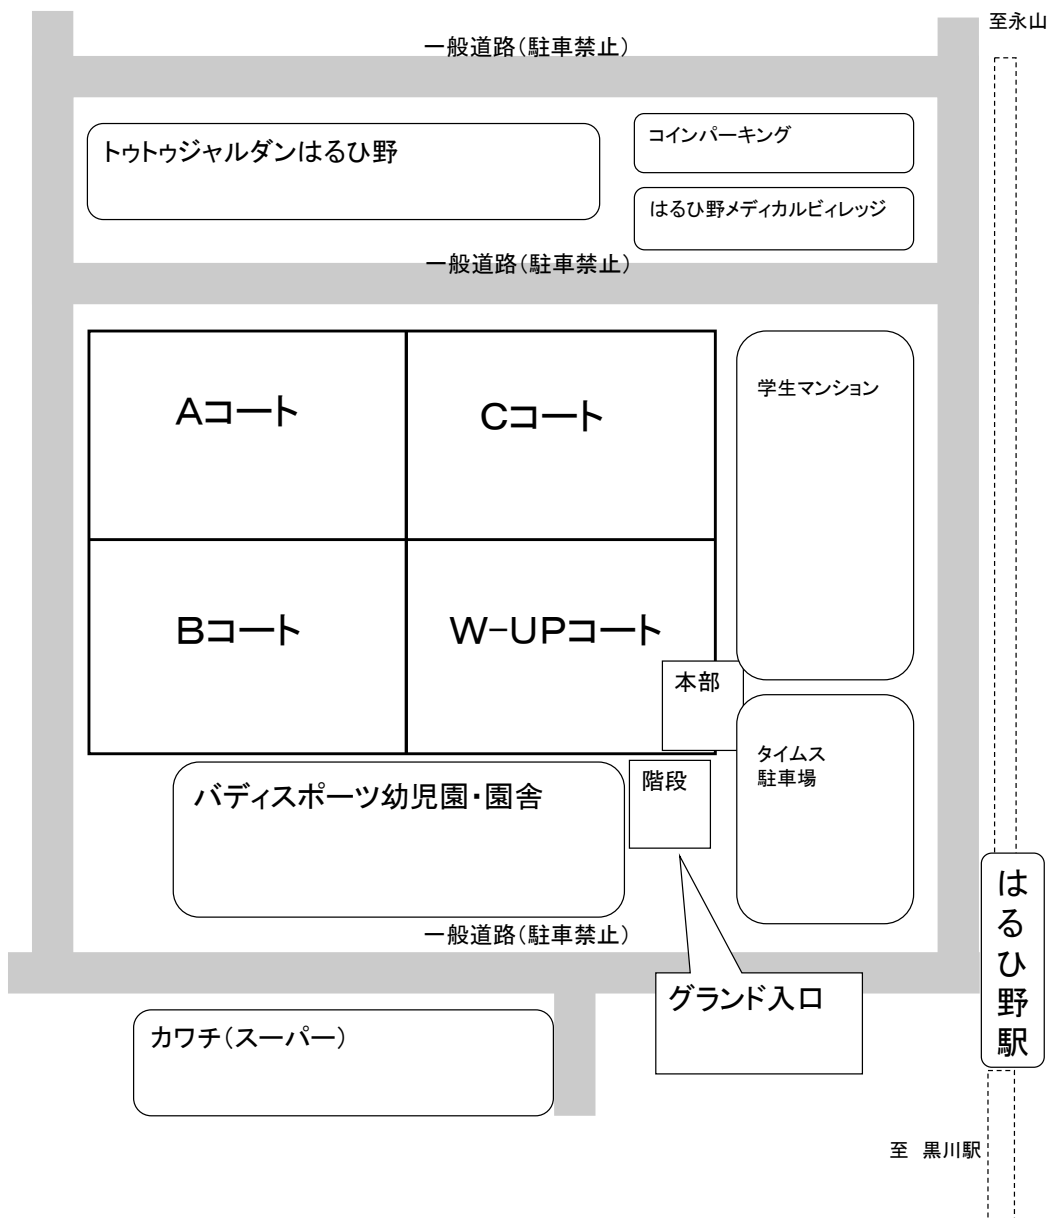 至永山
一般道路（駐車禁止）
トゥトゥジャルダンはるひ野
コインパーキング
はるひ野メディカルビィレッジ
一般道路（駐車禁止）
Aコート
Cコート
学生マンション
Bコート
W-UPコート
本部
タイムス
駐車場
バディスポーツ幼児園・園舎
階段
はるひ野駅
一般道路（駐車禁止）
グランド入口
カワチ（スーパー）
至　黒川駅